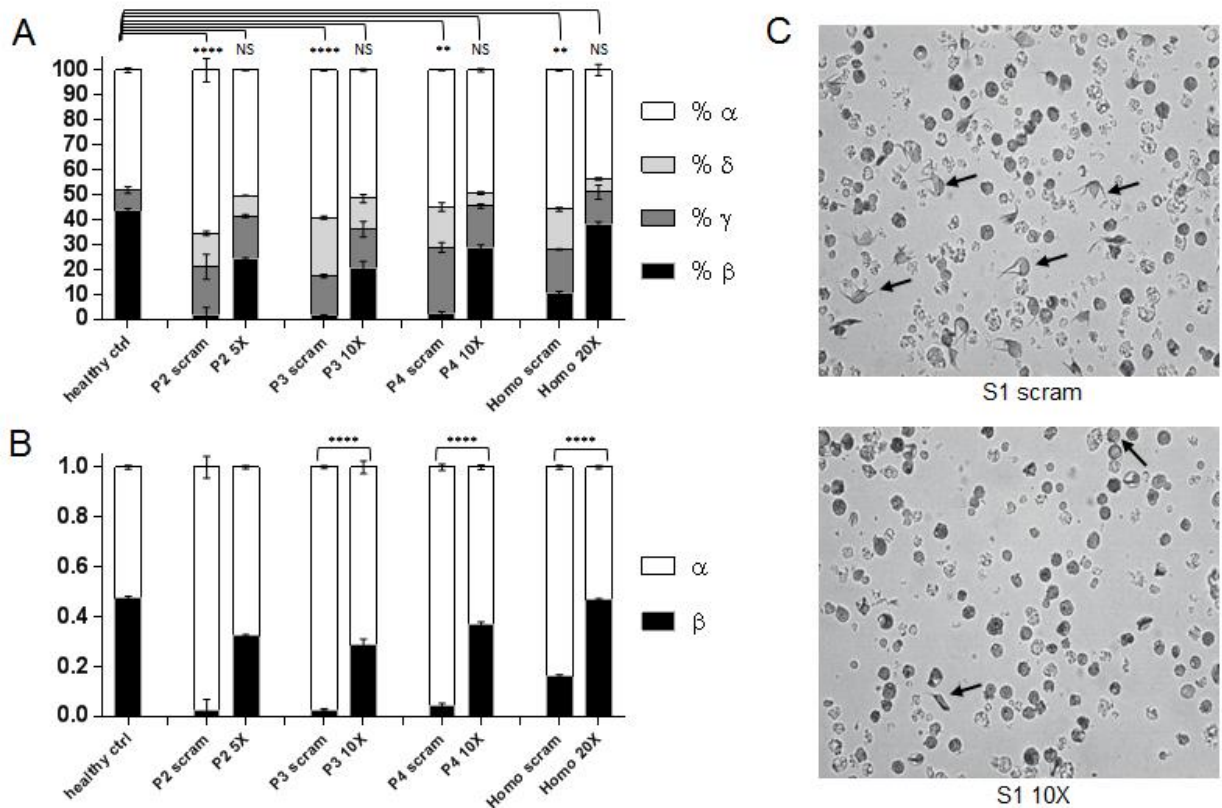 A
**** NS **** NS ** NS ** NS
100
90
80
70
60
50
40
30
20
10
0
% α
% δ
% γ
% β
healthy ctrl
P2 scram
P2 5X
P3 scram
P3 10X
P4 scram
P4 10X
Homo scram
Homo 20X
B
**** **** ****
1.0
0.8
0.6
0.4
0.2
0.0
α
β
healthy ctrl
P2 scram
P2 5X
P3 scram
P3 10X
P4 scram
P4 10X
Homo scram
Homo 20X
C
S1 scram
S1 10X